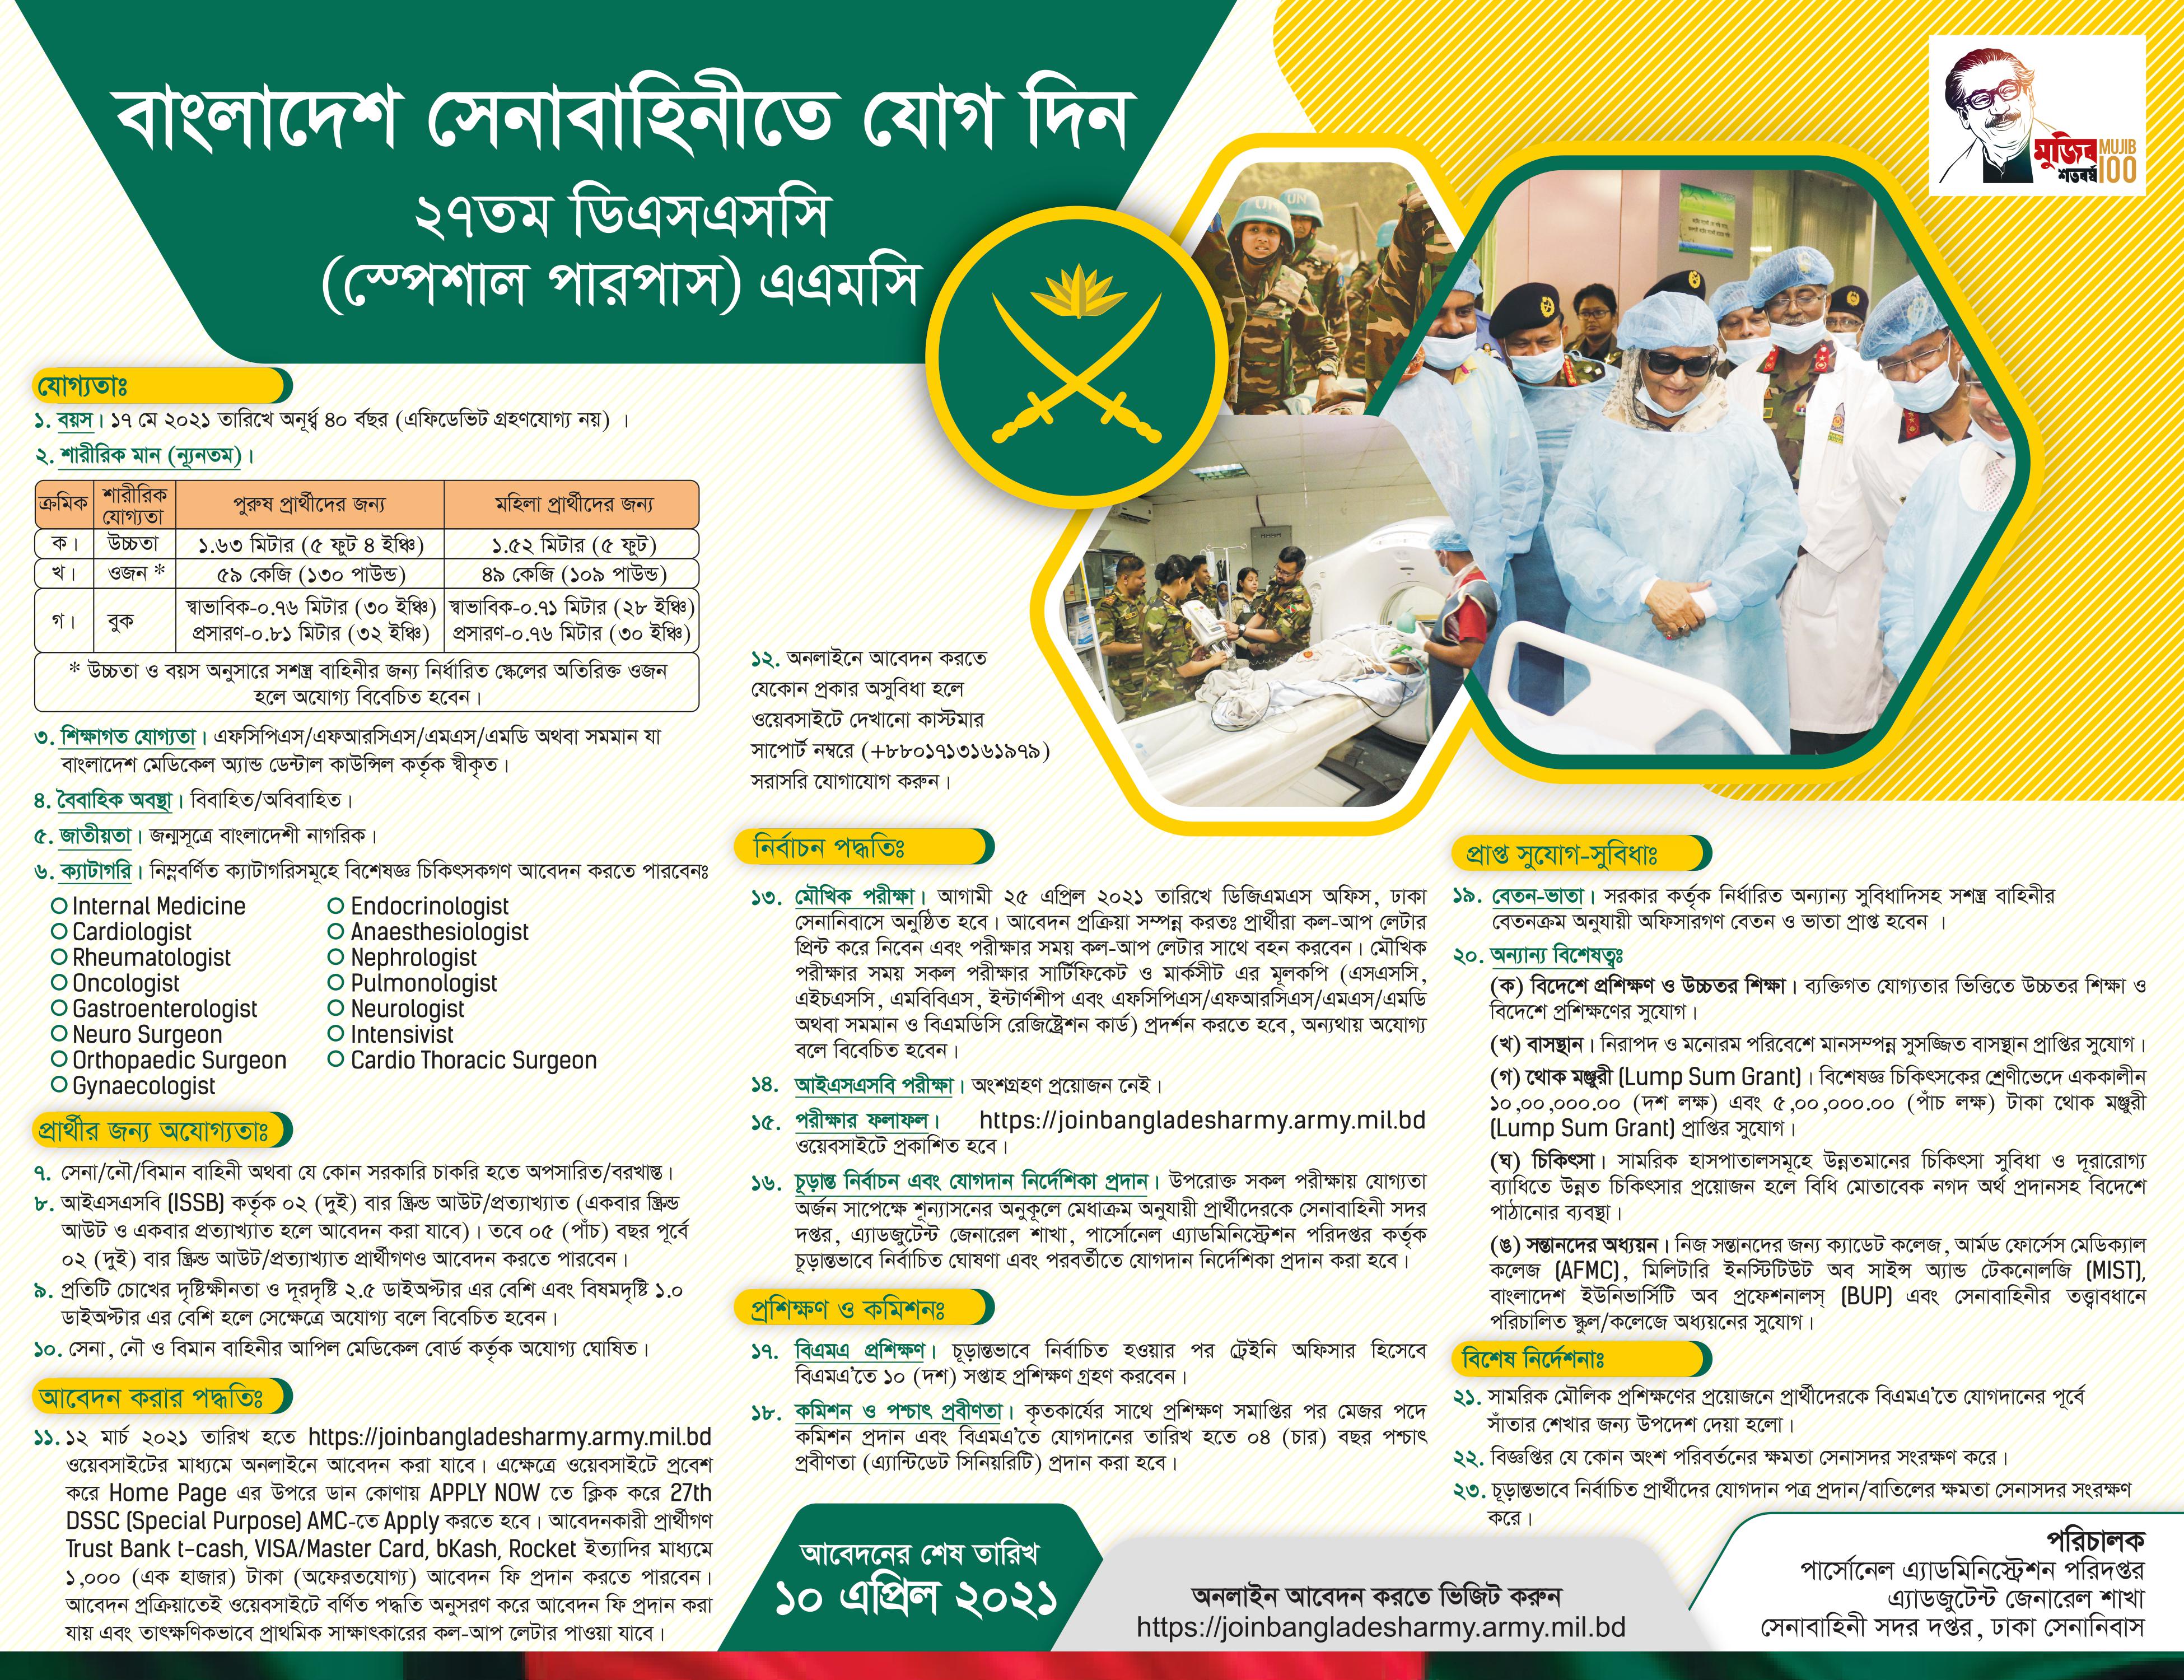 বাংলাদেশ সেনাবাহিনীতে যোগ দিন
২৭তম ডিএসএসসি
(স্পেশাল পারপাস) এএমসি
মুজিব
শতবর্ষ
MUJIB
100
UN
যোগ্যতাঃ
১. বয়স। ১৭ মে ২০২১ তারিখে অনূর্ধ্ব ৪০ বর্ছর (এফিডেভিট গ্রহণযোগ্য নয়) ।
২. শারীরিক মান (ন্যূনতম)।
ক্রমিক শারীরিক যোগ্যতা পুরুষ প্রার্থীদের জন্য মহিলা প্রার্থীদের জন্য
ক। উচ্চতা ১.৬৩ মিটার (৫ ফুট ৪ ইঞ্চি) ১.৫২ মিটার (৫ ফুট)
খ। ওজন * ৫৯ কেজি (১৩০ পাউন্ড) ৪৯ কেজি (১০৯ পাউন্ড)
গ। বুক স্বাভাবিক-০.৭৬ মিটার (৩০ ইঞ্চি) স্বাভাবিক-০.৭১ মিটার (২৮ ইঞ্চি)
প্রসারণ-০.৮১ মিটার (৩২ ইঞ্চি) প্রসারণ-০.৭৬ মিটার (৩০ ইঞ্চি)
* উচ্চতা ও বয়স অনুসারে সশস্ত্র বাহিনীর জন্য নির্ধারিত স্কেলের অতিরিক্ত ওজন
হলে অযোগ্য বিবেচিত হবেন।
৩. শিক্ষাগত যোগ্যতা। এফসিপিএস/এফআরসিএস/এমএস/এমডি অথবা সমমান যা
বাংলাদেশ মেডিকেল অ্যান্ড ডেন্টাল কাউন্সিল কর্তৃক স্বীকৃত।
৪. বৈবাহিক অবস্থা। বিবাহিত/অবিবাহিত।
৫. জাতীয়তা। জন্মসূত্রে বাংলাদেশী নাগরিক।
৬. ক্যাটাগরি। নিম্নবর্ণিত ক্যাটাগরিসমূহে বিশেষজ্ঞ চিকিৎসকগণ আবেদন করতে পারবেনঃ
Internal Medicine
Cardiologist
Rheumatologist
Oncologist
Gastroenterologist
Neuro Surgeon
Orthopaedic Surgeon
Gynaecologist
Endocrinologist
Anaesthesiologist
Nephrologist
Pulmonologist
Neurologist
Intensivist
Cardio Thoracic Surgeon
প্রার্থীর জন্য অযোগ্যতাঃ
৭. সেনা/নৌ/বিমান বাহিনী অথবা যে কোন সরকারি চাকরি হতে অপসারিত/বরখাস্ত।
৮. আইএসএসবি (ISSB) কর্তৃক ০২ (দুই) বার স্ক্রিন্ড আউট/প্রত্যাখ্যাত (একবার স্ক্রিন্ড
আউট ও একবার প্রত্যাখ্যাত হলে আবেদন করা যাবে)। তবে ০৫ (পাঁচ) বছর পূর্বে
০২ (দুই) বার স্ক্রিন্ড আউট/প্রত্যাখ্যাত প্রার্থীগণও আবেদন করতে পারবেন।
৯. প্রতিটি চোখের দৃষ্টিক্ষীনতা ও দূরদৃষ্টি ২.৫ ডাইঅপ্টার এর বেশি এবং বিষমদৃষ্টি ১.০
ডাইঅপ্টার এর বেশি হলে সেক্ষেত্রে অযোগ্য বলে বিবেচিত হবেন।
১০. সেনা, নৌ ও বিমান বাহিনীর আপিল মেডিকেল বোর্ড কর্তৃক অযোগ্য ঘোষিত।
আবেদন করার পদ্ধতিঃ
১১. ১২ মার্চ ২০২১ তারিখ হতে https://joinbangladesharmy.army.mil.bd
ওয়েবসাইটের মাধ্যমে অনলাইনে আবেদন করা যাবে। এক্ষেত্রে ওয়েবসাইটে প্রবেশ
করে Home Page এর উপরে ডান কোণায় APPLY NOW তে ক্লিক করে 27th
DSSC (Special Purpose) AMC-তে Apply করতে হবে। আবেদনকারী প্রার্থীগণ
Trust Bank t-cash, VISA/Master Card, bKash, Rocket ইত্যাদির মাধ্যমে
১,০০০ (এক হাজার) টাকা (অফেরতযোগ্য) আবেদন ফি প্রদান করতে পারবেন।
আবেদন প্রক্রিয়াতেই ওয়েবসাইটে বর্ণিত পদ্ধতি অনুসরণ করে আবেদন ফি প্রদান করা
যায় এবং তাৎক্ষণিকভাবে প্রাথমিক সাক্ষাৎকারের কল-আপ লেটার পাওয়া যাবে।
১২. অনলাইনে আবেদন করতে
যেকোন প্রকার অসুবিধা হলে
ওয়েবসাইটে দেখানো কাস্টমার
সাপোর্ট নম্বরে (+৮৮০১৭১৩১৬১৯৭৯)
সরাসরি যোগাযোগ করুন।
নির্বাচন পদ্ধতিঃ
১৩. মৌখিক পরীক্ষা। আগামী ২৫ এপ্রিল ২০২১ তারিখে ডিজিএমএস অফিস, ঢাকা
সেনানিবাসে অনুষ্ঠিত হবে। আবেদন প্রক্রিয়া সম্পন্ন করতঃ প্রার্থীরা কল-আপ লেটার
প্রিন্ট করে নিবেন এবং পরীক্ষার সময় কল-আপ লেটার সাথে বহন করবেন। মৌখিক
পরীক্ষার সময় সকল পরীক্ষার সার্টিফিকেট ও মার্কসীট এর মূলকপি (এসএসসি,
এইচএসসি, এমবিবিএস, ইন্টার্ণশীপ এবং এফসিপিএস/এফআরসিএস/এমএস/এমডি
অথবা সমমান ও বিএমডিসি রেজিষ্ট্রেশন কার্ড) প্রদর্শন করতে হবে, অন্যথায় অযোগ্য
বলে বিবেচিত হবেন।
১৪. আইএসএসবি পরীক্ষা। অংশগ্রহণ প্রয়োজন নেই।
১৫. পরীক্ষার ফলাফল। https://joinbangladesharmy.army.mil.bd
ওয়েবসাইটে প্রকাশিত হবে।
১৬. চূড়ান্ত নির্বাচন এবং যোগদান নির্দেশিকা প্রদান। উপরোক্ত সকল পরীক্ষায় যোগ্যতা
অর্জন সাপেক্ষে শূন্যাসনের অনুকূলে মেধাক্রম অনুযায়ী প্রার্থীদেরকে সেনাবাহিনী সদর
দপ্তর, এ্যাডজুটেন্ট জেনারেল শাখা, পার্সোনেল এ্যাডমিনিস্ট্রেশন পরিদপ্তর কর্তৃক
চূড়ান্তভাবে নির্বাচিত ঘোষণা এবং পরবর্তীতে যোগদান নির্দেশিকা প্রদান করা হবে।
প্রশিক্ষণ ও কমিশনঃ
১৭. বিএমএ প্রশিক্ষণ। চূড়ান্তভাবে নির্বাচিত হওয়ার পর ট্রেইনি অফিসার হিসেবে
বিএমএ'তে ১০ (দশ) সপ্তাহ প্রশিক্ষণ গ্রহণ করবেন।
১৮. কমিশন ও পশ্চাৎ প্রবীণতা। কৃতকার্যের সাথে প্রশিক্ষণ সমাপ্তির পর মেজর পদে
কমিশন প্রদান এবং বিএমএ'তে যোগদানের তারিখ হতে ০৪ (চার) বছর পশ্চাৎ
প্রবীণতা (এ্যান্টিডেট সিনিয়রিটি) প্রদান করা হবে।
প্রাপ্ত সুযোগ-সুবিধাঃ
১৯. বেতন-ভাতা। সরকার কর্তৃক নির্ধারিত অন্যান্য সুবিধাদিসহ সশস্ত্র বাহিনীর
বেতনক্রম অনুযায়ী অফিসারগণ বেতন ও ভাতা প্রাপ্ত হবেন ।
২০. অন্যান্য বিশেষত্বঃ
(ক) বিদেশে প্রশিক্ষণ ও উচ্চতর শিক্ষা। ব্যক্তিগত যোগ্যতার ভিত্তিতে উচ্চতর শিক্ষা ও
বিদেশে প্রশিক্ষণের সুযোগ।
(খ) বাসস্থান। নিরাপদ ও মনোরম পরিবেশে মানসম্পন্ন সুসজ্জিত বাসস্থান প্রাপ্তির সুযোগ।
(গ) থোক মঞ্জুরী (Lump Sum Grant)। বিশেষজ্ঞ চিকিৎসকের শ্রেণীভেদে এককালীন
১০,০০,০০০.০০ (দশ লক্ষ) এবং ৫,০০,০০০.০০ (পাঁচ লক্ষ) টাকা থোক মঞ্জুরী
(Lump Sum Grant) প্রাপ্তির সুযোগ।
(ঘ) চিকিৎসা। সামরিক হাসপাতালসমূহে উন্নতমানের চিকিৎসা সুবিধা ও দূরারোগ্য
ব্যাধিতে উন্নত চিকিৎসার প্রয়োজন হলে বিধি মোতাবেক নগদ অর্থ প্রদানসহ বিদেশে
পাঠানোর ব্যবস্থা।
(ঙ) সন্তানদের অধ্যয়ন। নিজ সন্তানদের জন্য ক্যাডেট কলেজ, আর্মড ফোর্সেস মেডিক্যাল
কলেজ (AFMC), মিলিটারি ইনস্টিটিউট অব সাইন্স অ্যান্ড টেকনোলজি (MIST),
বাংলাদেশ ইউনিভার্সিটি অব প্রফেশনালস্ (BUP) এবং সেনাবাহিনীর তত্ত্বাবধানে
পরিচালিত স্কুল/কলেজে অধ্যয়নের সুযোগ।
বিশেষ নির্দেশনাঃ
২১. সামরিক মৌলিক প্রশিক্ষণের প্রয়োজনে প্রার্থীদেরকে বিএমএ'তে যোগদানের পূর্বে
সাঁতার শেখার জন্য উপদেশ দেয়া হলো।
২২. বিজ্ঞপ্তির যে কোন অংশ পরিবর্তনের ক্ষমতা সেনাসদর সংরক্ষণ করে।
২৩. চূড়ান্তভাবে নির্বাচিত প্রার্থীদের যোগদান পত্র প্রদান/বাতিলের ক্ষমতা সেনাসদর সংরক্ষণ
করে।
আবেদনের শেষ তারিখ
১০ এপ্রিল ২০২১
অনলাইন আবেদন করতে ভিজিট করুন
https://joinbangladesharmy.army.mil.bd
পরিচালক
পার্সোনেল এ্যাডমিনিস্ট্রেশন পরিদপ্তর
এ্যাডজুটেন্ট জেনারেল শাখা
সেনাবাহিনী সদর দপ্তর, ঢাকা সেনানিবাস